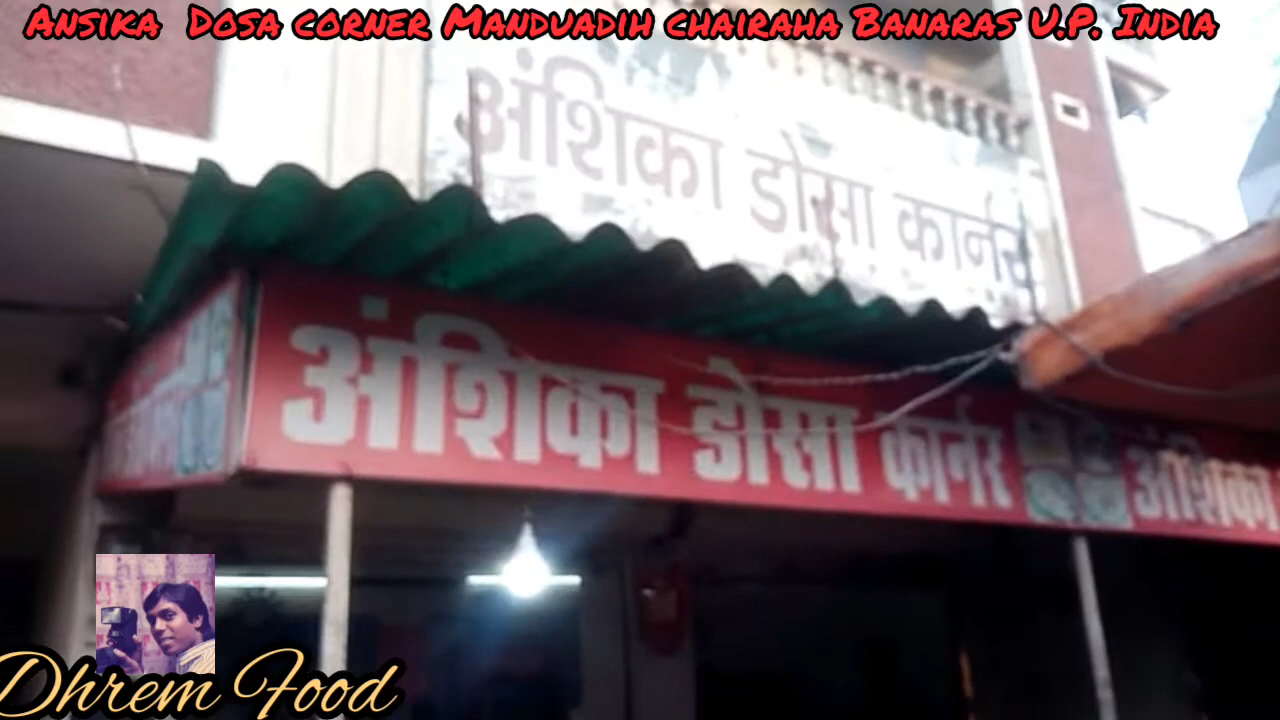 Ansika Dosa corner Manduadih chairaha Banaras U.P. India
अंशिका डोसा कार्नर
अंशिका डोसा कार्नर
अंशिका
Dhrem Food